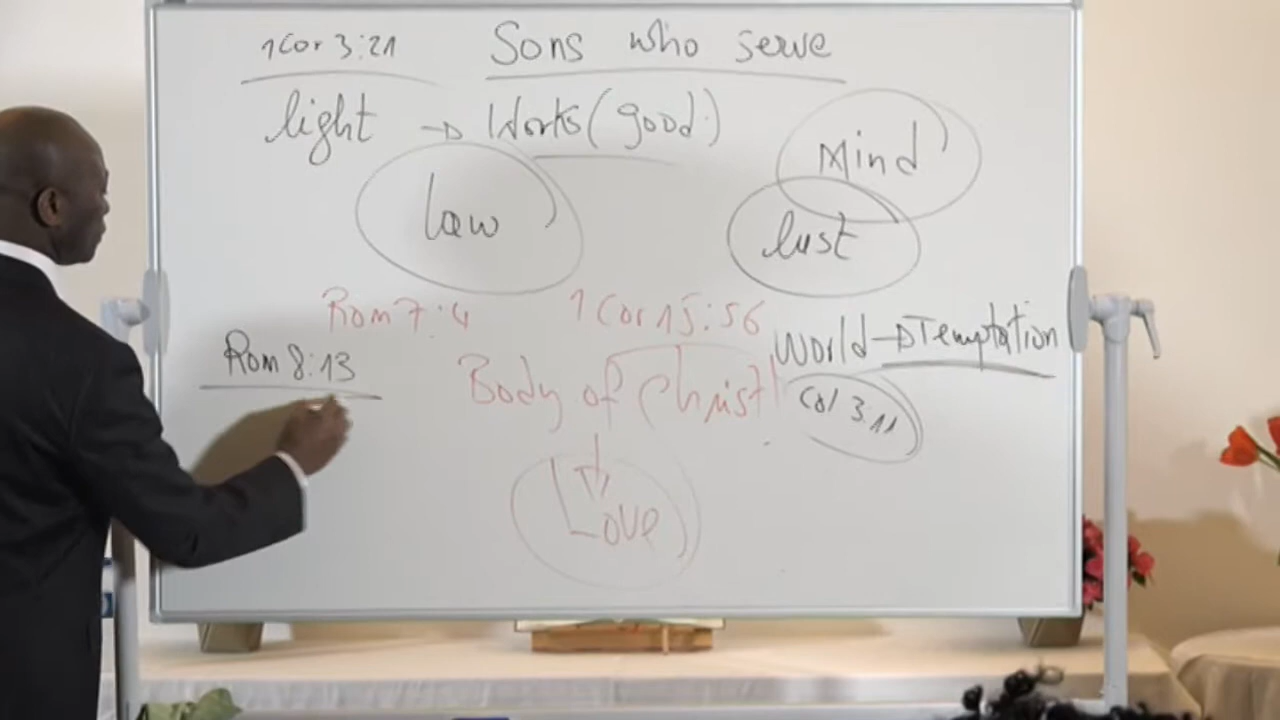 1Cor 3:21 Sons who serve
light → Works (good)
Mind
Law
lust
Rom 7:4 1Cor 15:56
World → Temptation
Rom 8:13
Body of Christ
Col 3:11
Love